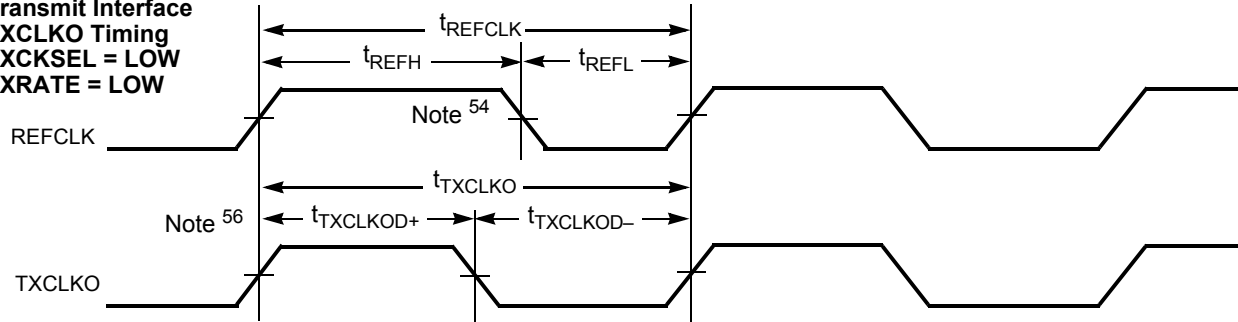 ransmit Interface
XCLKO Timing
XCKSEL = LOW
XRATE = LOW
tREFCLK
tREFH
tREFL
Note 54
REFCLK
tTXCLKO
Note 56
tTXCLKOD+
tTXCLKOD–
TXCLKO